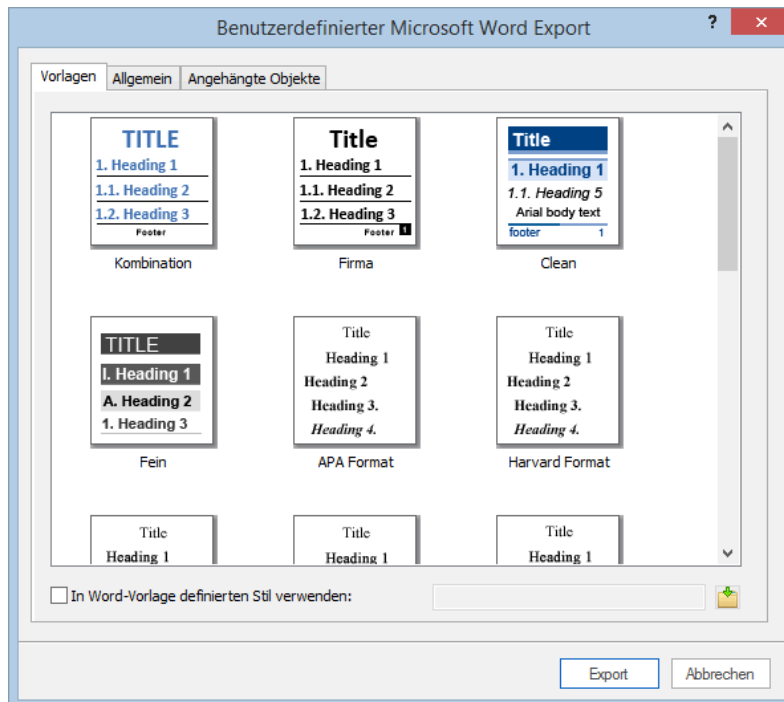 Benutzerdefinierter Microsoft Word Export
?
Vorlagen Allgemein Angehängte Objekte
TITLE
1. Heading 1
1.1. Heading 2
1.2. Heading 3
Footer
Kombination
Title
1. Heading 1
1.1. Heading 2
1.2. Heading 3
Footer 1
Firma
Title
1. Heading 1
1.1. Heading 5
Arial body text
footer 1
Clean
TITLE
I. Heading 1
A. Heading 2
1. Heading 3
Fein
Title
Heading 1
Heading 2
Heading 3.
Heading 4.
APA Format
Title
Heading 1
Heading 2
Heading 3.
Heading 4.
Harvard Format
Title
Heading 1
Title
Heading 1
Title
Heading 1
In Word-Vorlage definierten Stil verwenden:
Export Abbrechen